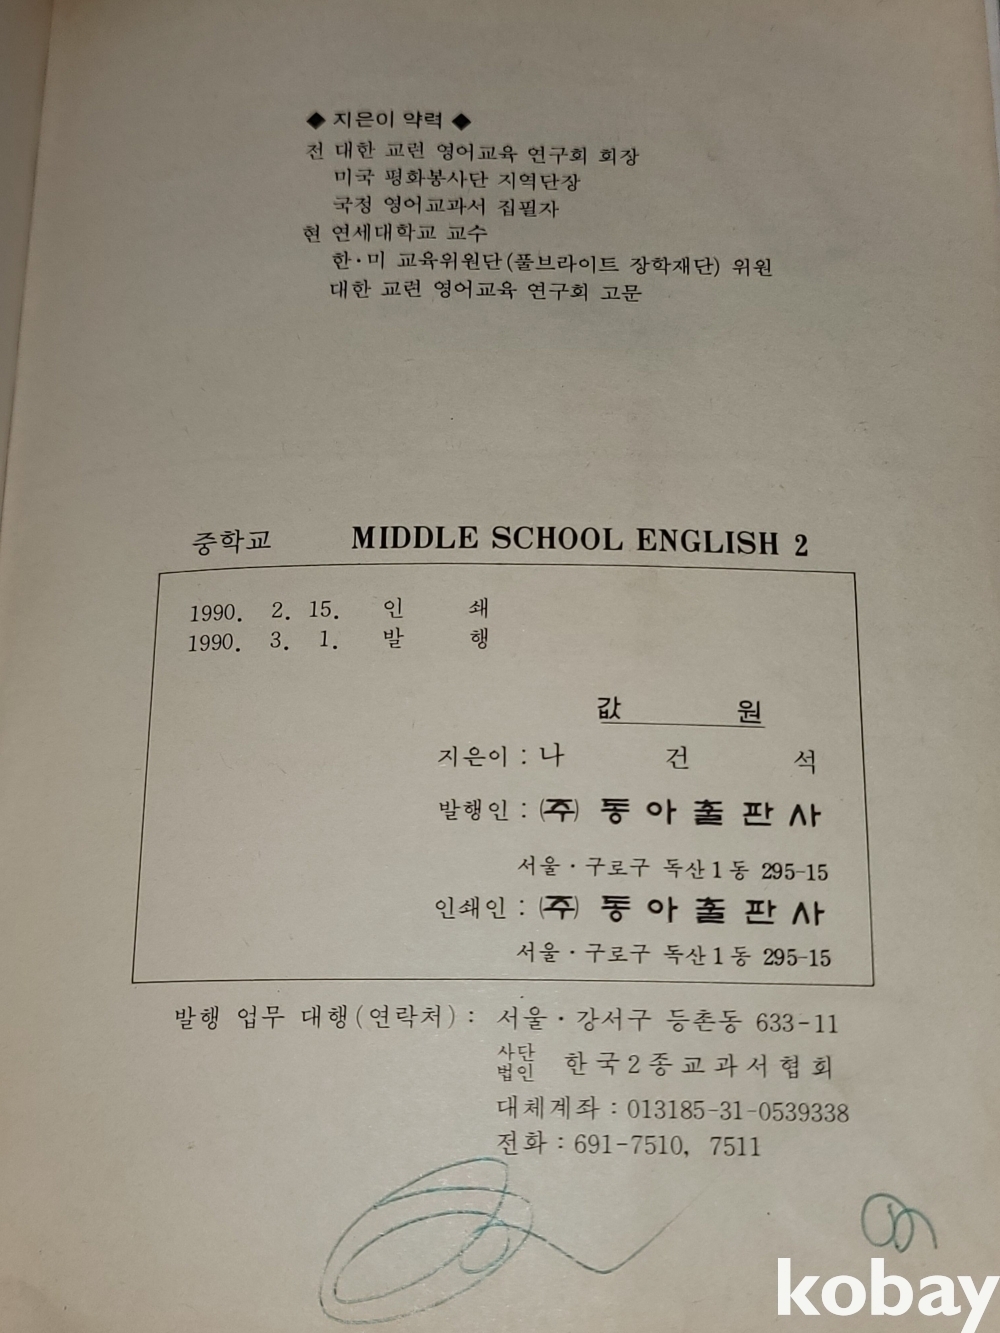 ◆ 지은이 약력 ◆
전 대한 교련 영어교육 연구회 회장
미국 평화봉사단 지역단장
국정 영어교과서 집필자
현 연세대학교 교수
한·미 교육위원단(풀브라이트 장학재단) 위원
대한 교련 영어교육 연구회 고문
중학교 MIDDLE SCHOOL ENGLISH 2
1990. 2. 15. 인 쇄
1990. 3. 1. 발 행
값 원
지은이 : 나 건 석
발행인 : (주) 동아출판사
서울·구로구 독산1동 295-15
인쇄인 : (주) 동아출판사
서울·구로구 독산1동 295-15
발행 업무 대행(연락처) : 서울·강서구 등촌동 633-11
사단법인 한국2종교과서협회
대체계좌 : 013185-31-0539338
전화 : 691-7510, 7511
kobay